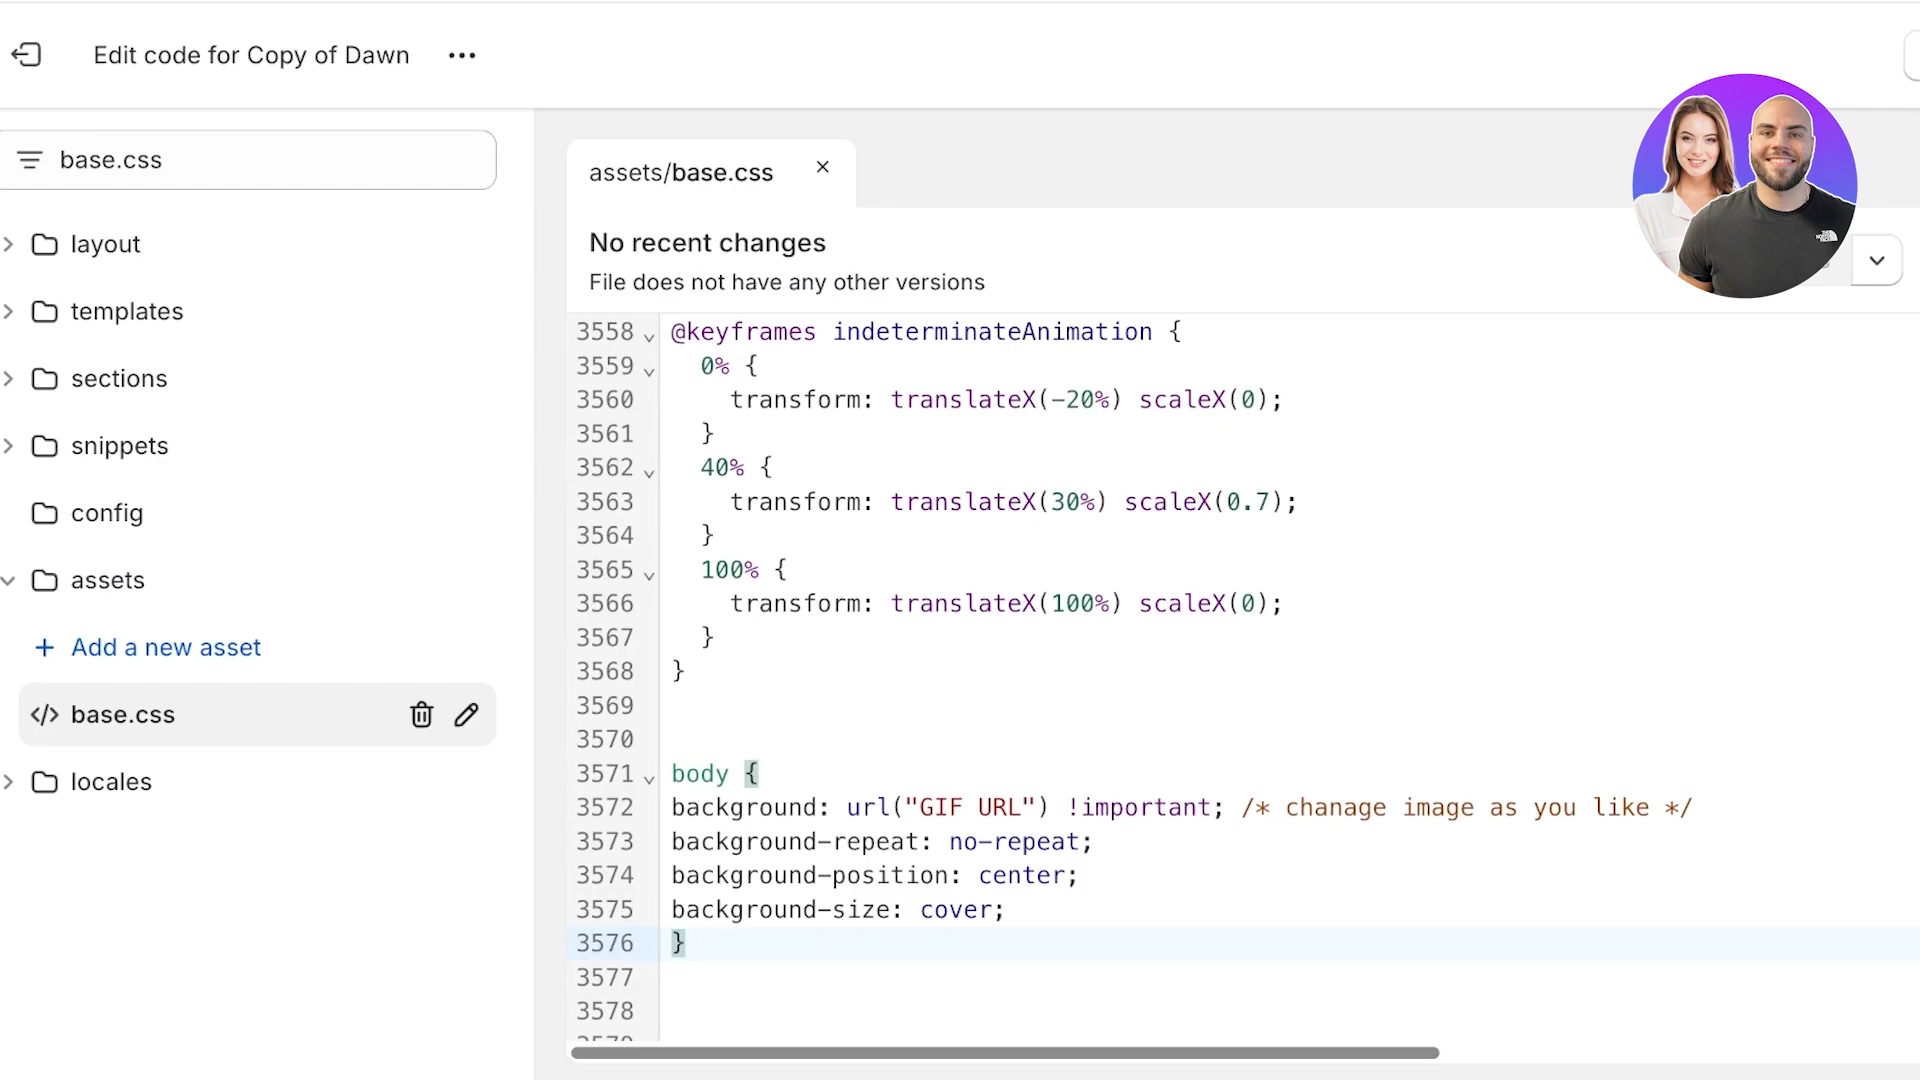 Edit code for Copy of Dawn
base.css
layout
templates
sections
snippets
config
assets
Add a new asset
base.css
locales
assets/base.css
No recent changes
File does not have any other versions
THE NORTH FACE
3558 @keyframes indeterminateAnimation {
3559 0% {
3560 transform: translateX(-20%) scaleX(0);
3561 }
3562 40% {
3563 transform: translateX(30%) scaleX(0.7);
3564 }
3565 100% {
3566 transform: translateX(100%) scaleX(0);
3567 }
3568 }
3569
3570
3571 body {
3572 background: url("GIF URL") !important; /* chanage image as you like */
3573 background-repeat: no-repeat;
3574 background-position: center;
3575 background-size: cover;
3576 }
3577
3578